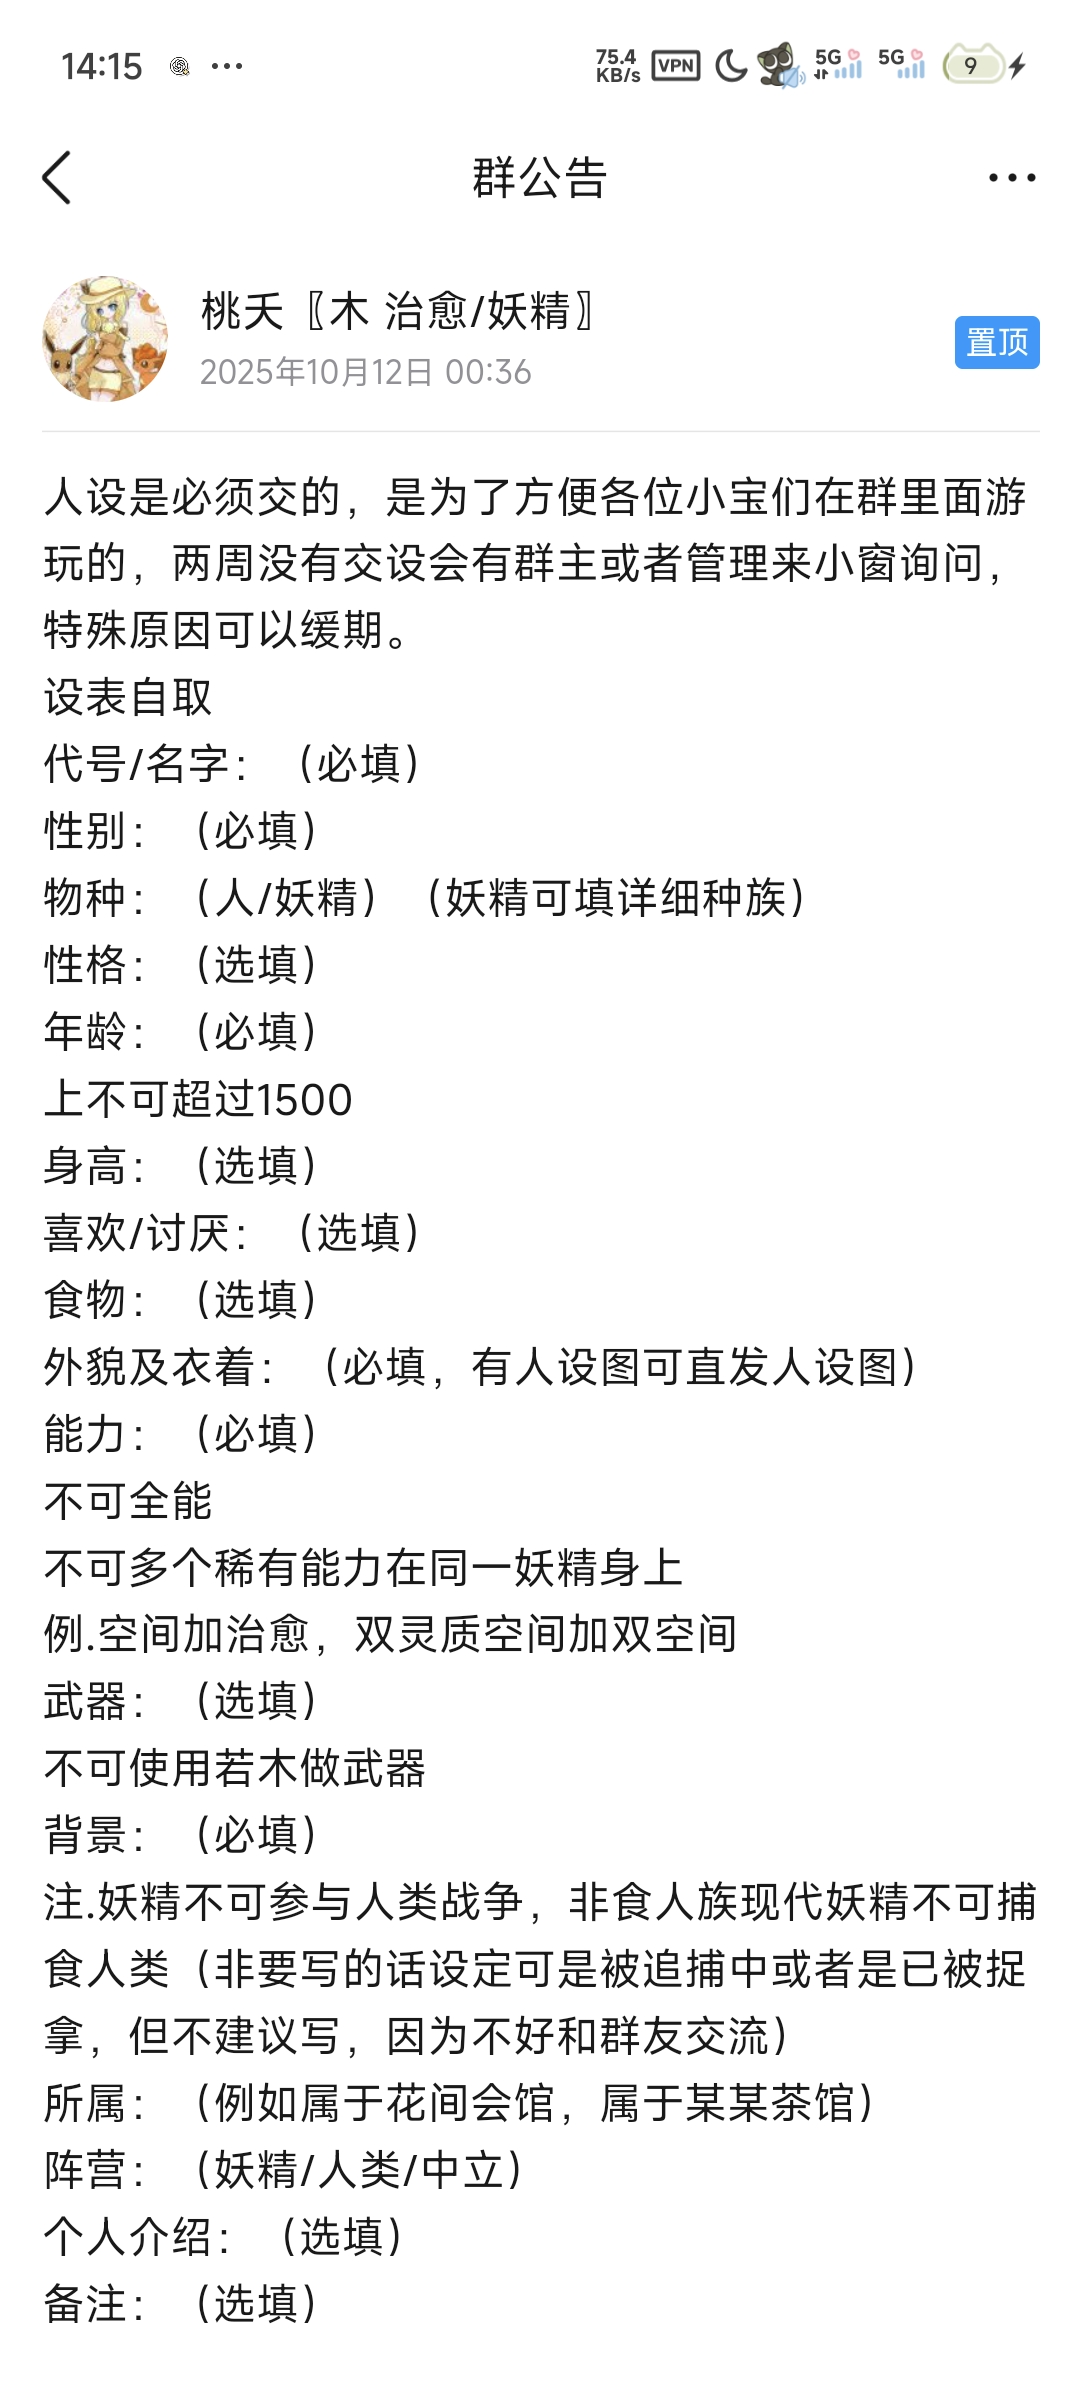 14:15
75.4 KB/s VPN 5G 5G 9
群公告
桃夭〖木 治愈/妖精〗
2025年10月12日 00:36
置顶
人设是必须交的，是为了方便各位小宝们在群里面游
玩的，两周没有交设会有群主或者管理来小窗询问，
特殊原因可以缓期。
设表自取
代号/名字：（必填）
性别：（必填）
物种：（人/妖精）（妖精可填详细种族）
性格：（选填）
年龄：（必填）
上不可超过1500
身高：（选填）
喜欢/讨厌：（选填）
食物：（选填）
外貌及衣着：（必填，有人设图可直发人设图）
能力：（必填）
不可全能
不可多个稀有能力在同一妖精身上
例.空间加治愈，双灵质空间加双空间
武器：（选填）
不可使用若木做武器
背景：（必填）
注.妖精不可参与人类战争，非食人族现代妖精不可捕
食人类（非要写的话设定可是被追捕中或者是已被捉
拿，但不建议写，因为不好和群友交流）
所属：（例如属于花间会馆，属于某某茶馆）
阵营：（妖精/人类/中立）
个人介绍：（选填）
备注：（选填）